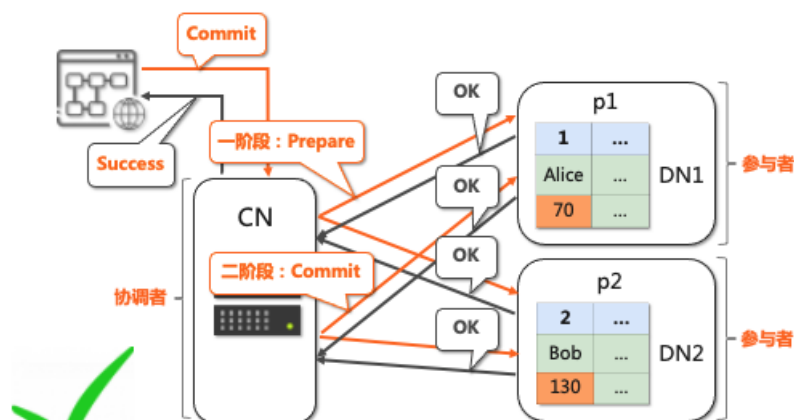 Commit
Success
一阶段：Prepare
CN
二阶段：Commit
协调者
OK
OK
OK
OK
p1
1 ...
Alice ...
70 ...
DN1
参与者
p2
2 ...
Bob ...
130 ...
DN2
参与者